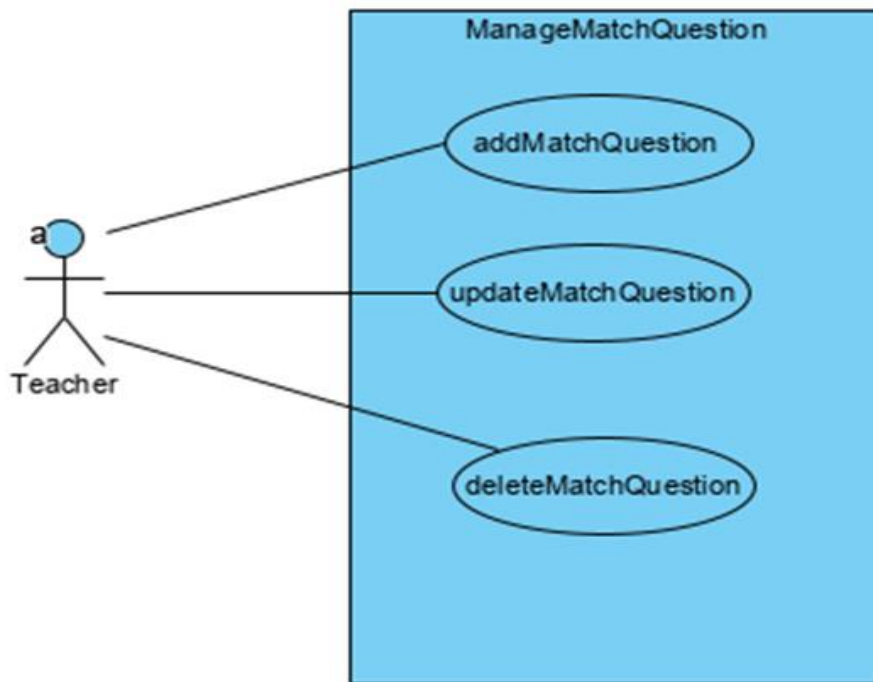 ManageMatchQuestion
addMatchQuestion
a
updateMatchQuestion
Teacher
deleteMatchQuestion